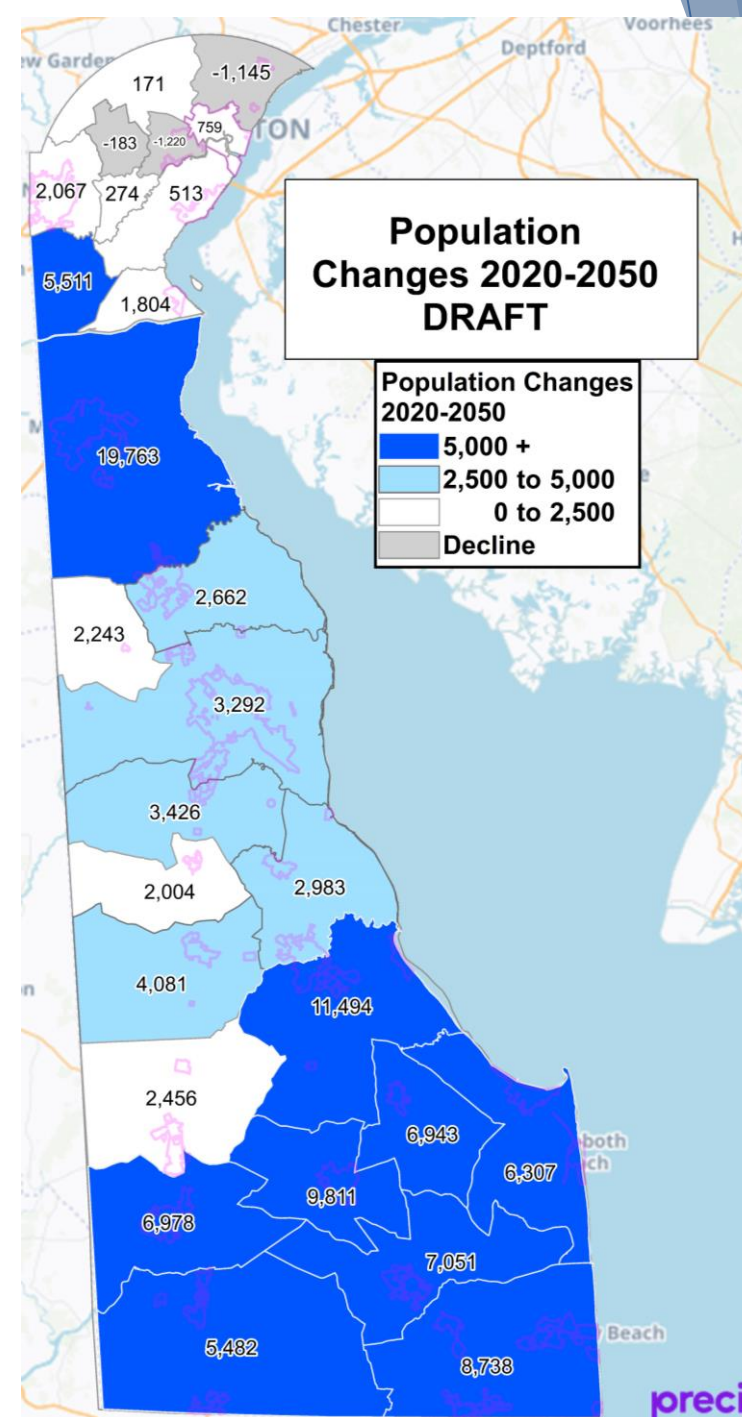 Chester
Voorhees
Deptford
ew Garden
171
-1,145
-183
-1,220
759
TON
2,067
274
513
Population
Changes 2020-2050
DRAFT
5,511
1,804
Population Changes
2020-2050
5,000 +
2,500 to 5,000
0 to 2,500
Decline
M
19,763
2,662
2,243
3,292
3,426
2,004
2,983
4,081
11,494
2,456
6,943
both
ch
6,307
9,811
6,978
7,051
Beach
5,482
8,738
preci